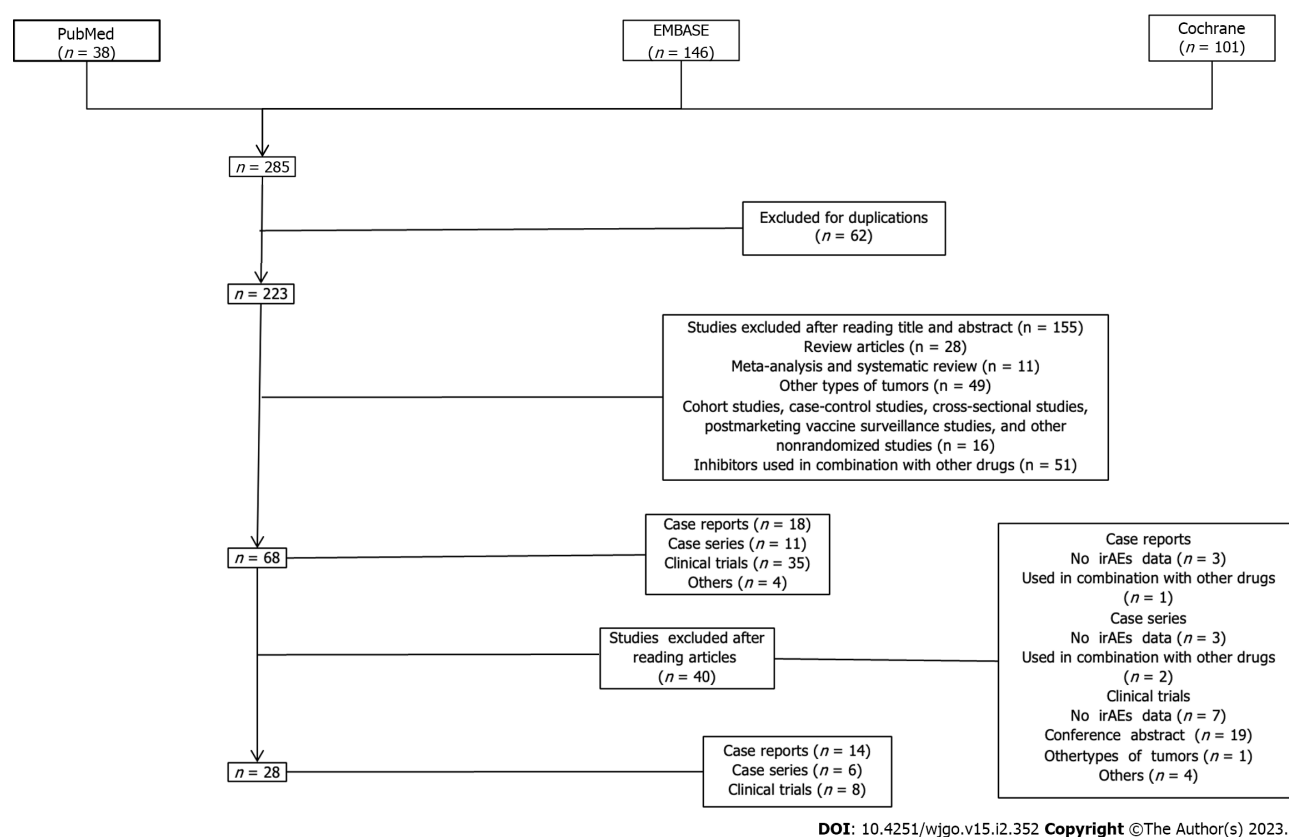 PubMed
(n = 38)
EMBASE
(n = 146)
Cochrane
(n = 101)
n = 285
Excluded for duplications
(n = 62)
n = 223
Studies excluded after reading title and abstract (n = 155)
Review articles (n = 28)
Meta-analysis and systematic review (n = 11)
Other types of tumors (n = 49)
Cohort studies, case-control studies, cross-sectional studies,
postmarketing vaccine surveillance studies, and other
nonrandomized studies (n = 16)
Inhibitors used in combination with other drugs (n = 51)
n = 68
Case reports (n = 18)
Case series (n = 11)
Clinical trials (n = 35)
Others (n = 4)
Studies excluded after
reading articles
(n = 40)
Case reports
No irAEs data (n = 3)
Used in combination with other drugs
(n = 1)
Case series
No irAEs data (n = 3)
Used in combination with other drugs
(n = 2)
Clinical trials
No irAEs data (n = 7)
Conference abstract (n = 19)
Othertypes of tumors (n = 1)
Others (n = 4)
n = 28
Case reports (n = 14)
Case series (n = 6)
Clinical trials (n = 8)
DOI: 10.4251/wjgo.v15.i2.352 Copyright ©The Author(s) 2023.